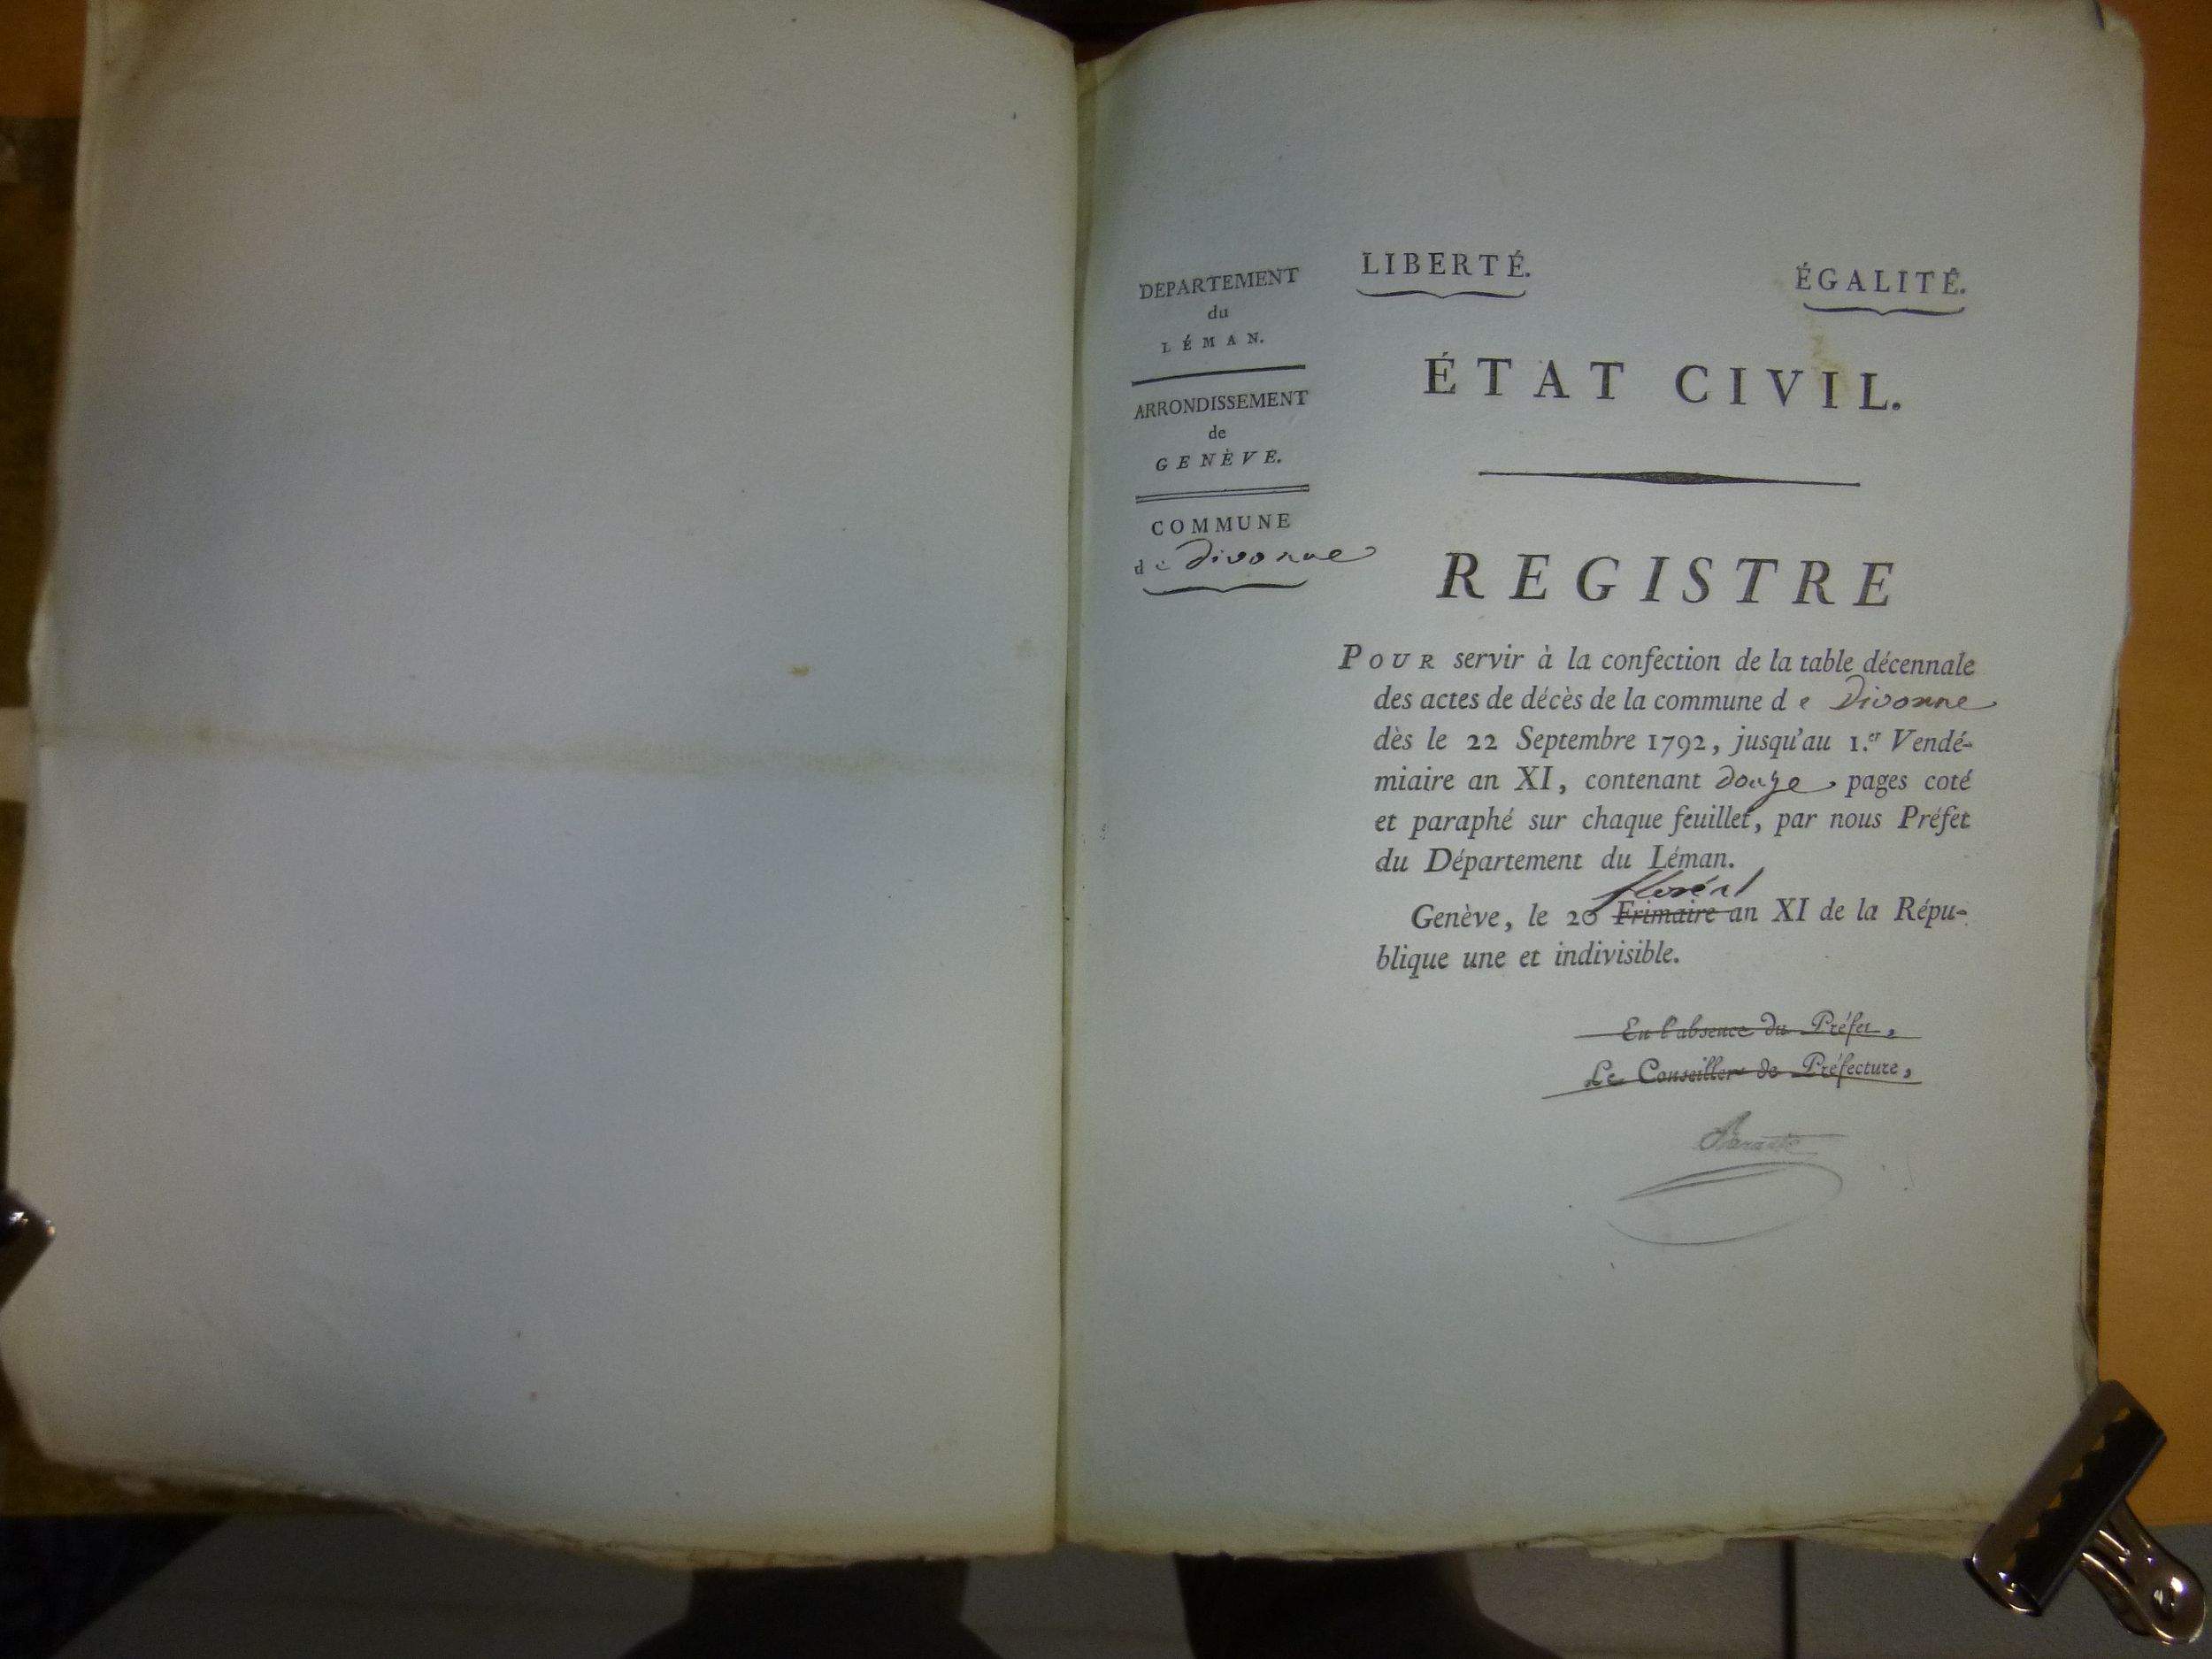 DEPARTEMENT
du
LÉMAN.
ARRONDISSEMENT
de
GENÈVE.
COMMUNE
de Divonne
LIBERTÉ. ÉGALITÉ.
ÉTAT CIVIL.
REGISTRE
POUR servir à la confection de la table décennale
des actes de décès de la commune de Divonne
dès le 22 Septembre 1792, jusqu'au 1.er Vendé-
miaire an XI, contenant douze pages coté
et paraphé sur chaque feuillet, par nous Préfet
du Département du Léman.
floréal
Genève, le 20 Frimaire an XI de la Répu-
blique une et indivisible.
En l'absence du Préfet,
Le Conseiller de Préfecture,
Barante